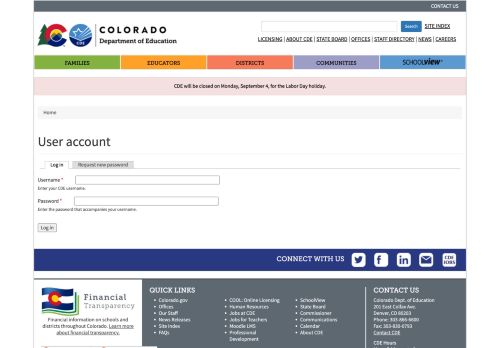 CONTACT US
COLORADO
Department of Education
CDE
Search
SITE INDEX
LICENSING | ABOUT CDE | STATE BOARD | OFFICES | STAFF DIRECTORY | NEWS | CAREERS
FAMILIES
EDUCATORS
DISTRICTS
COMMUNITIES
SCHOOLVIEW
CDE will be closed on Monday, September 4, for the Labor Day holiday.
Home
User account
Log in
Request new password
Username *
Enter your CDE username.
Password *
Enter the password that accompanies your username.
Log in
CONNECT WITH US
CDE
JOBS
Financial
Transparency
Financial information on schools and
districts throughout Colorado. Learn more
about financial transparency.
QUICK LINKS
• Colorado.gov
• Offices
• Our Staff
• News Releases
• Site Index
• FAQs
• COOL: Online Licensing
• Human Resources
• Jobs at CDE
• Jobs for Teachers
• Moodle LMS
• Professional
Development
• SchoolView
• State Board
• Commissioner
• Communications
• Calendar
• About CDE
CONTACT US
Colorado Dept. of Education
201 East Colfax Ave.
Denver, CO 80203
Phone: 303-866-6600
Fax: 303-830-0793
Contact CDE
CDE Hours